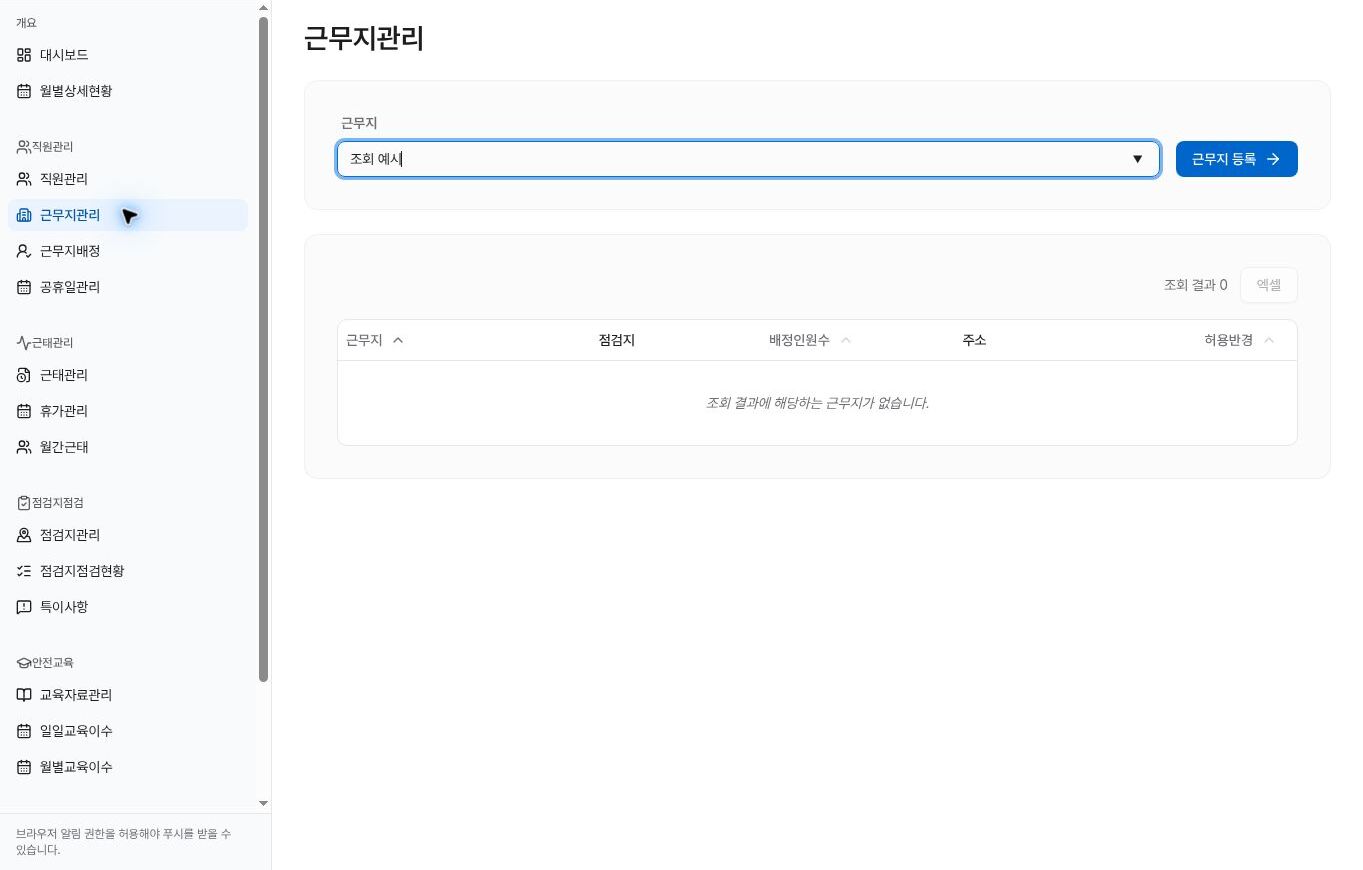 개요
대시보드
월별상세현황
직원관리
직원관리
근무지관리
근무지배정
공휴일관리
근태관리
근태관리
휴가관리
월간근태
점검지점검
점검지관리
점검지점검현황
특이사항
안전교육
교육자료관리
일일교육이수
월별교육이수
브라우저 알림 권한을 허용해야 푸시를 받을 수
있습니다.
근무지관리
근무지
조회 예시
근무지 등록
조회 결과 0 엑셀
근무지 점검지 배정인원수 주소 허용반경
조회 결과에 해당하는 근무지가 없습니다.